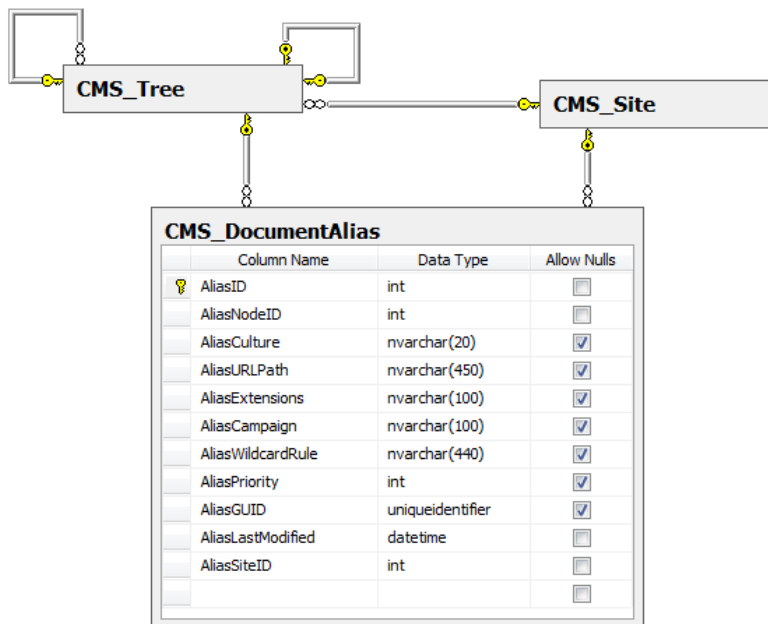 CMS_Tree
CMS_Site
CMS_DocumentAlias
Column Name Data Type Allow Nulls
AliasID int
AliasNodeID int
AliasCulture nvarchar(20)
AliasURLPath nvarchar(450)
AliasExtensions nvarchar(100)
AliasCampaign nvarchar(100)
AliasWildcardRule nvarchar(440)
AliasPriority int
AliasGUID uniqueidentifier
AliasLastModified datetime
AliasSiteID int